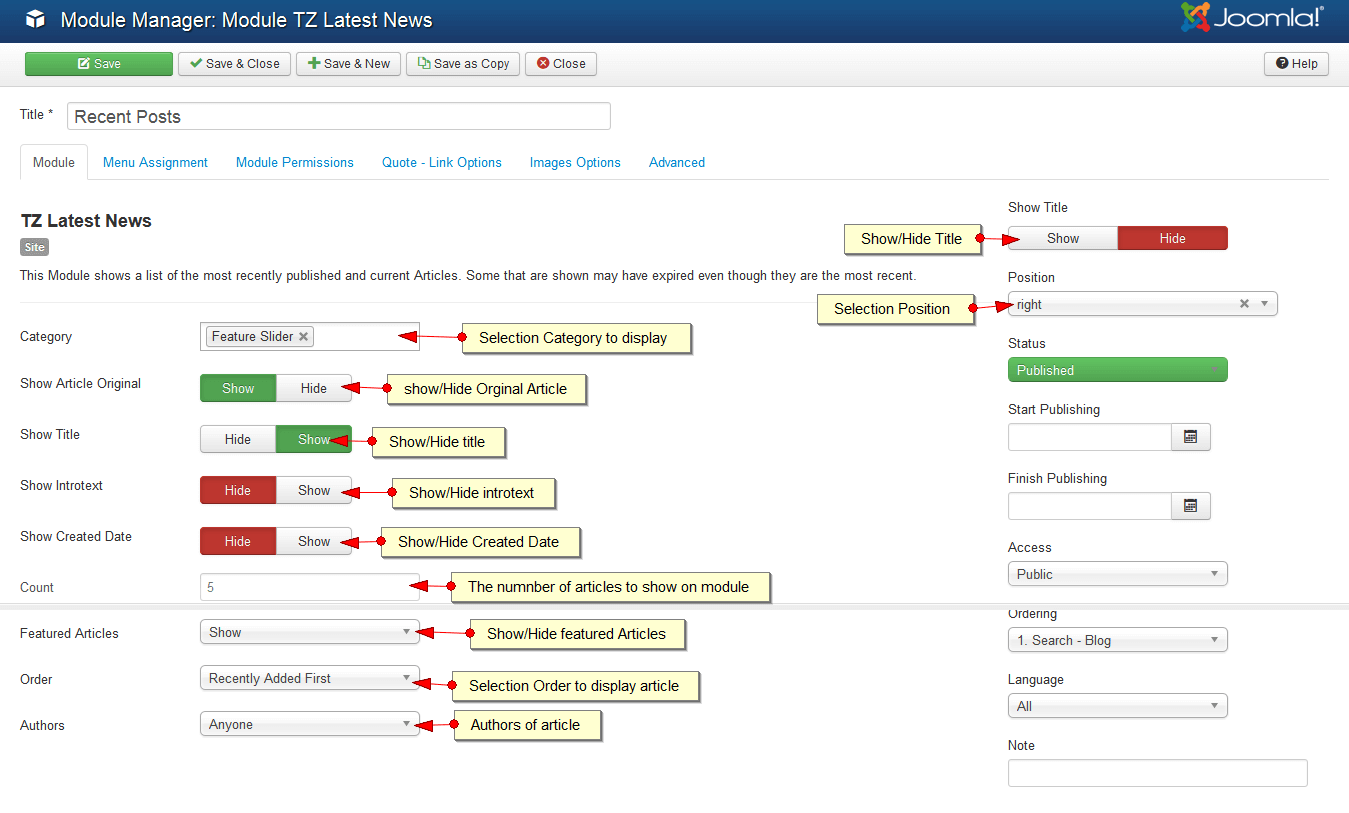 Module Manager: Module TZ Latest News
Joomla!
Save
Save & Close
Save & New
Save as Copy
Close
Help
Title *
Recent Posts
Module
Menu Assignment
Module Permissions
Quote - Link Options
Images Options
Advanced
TZ Latest News
Site
This Module shows a list of the most recently published and current Articles. Some that are shown may have expired even though they are the most recent.
Category
Feature Slider
Selection Category to display
Show Article Original
Show
Hide
show/Hide Orginal Article
Show Title
Hide
Show
Show/Hide title
Show Introtext
Hide
Show
Show/Hide introtext
Show Created Date
Hide
Show
Show/Hide Created Date
Count
5
The numnber of articles to show on module
Featured Articles
Show
Show/Hide featured Articles
Order
Recently Added First
Selection Order to display article
Authors
Anyone
Authors of article
Show Title
Show/Hide Title
Show
Hide
Position
Selection Position
right
Status
Published
Start Publishing
Finish Publishing
Access
Public
Ordering
1. Search - Blog
Language
All
Note